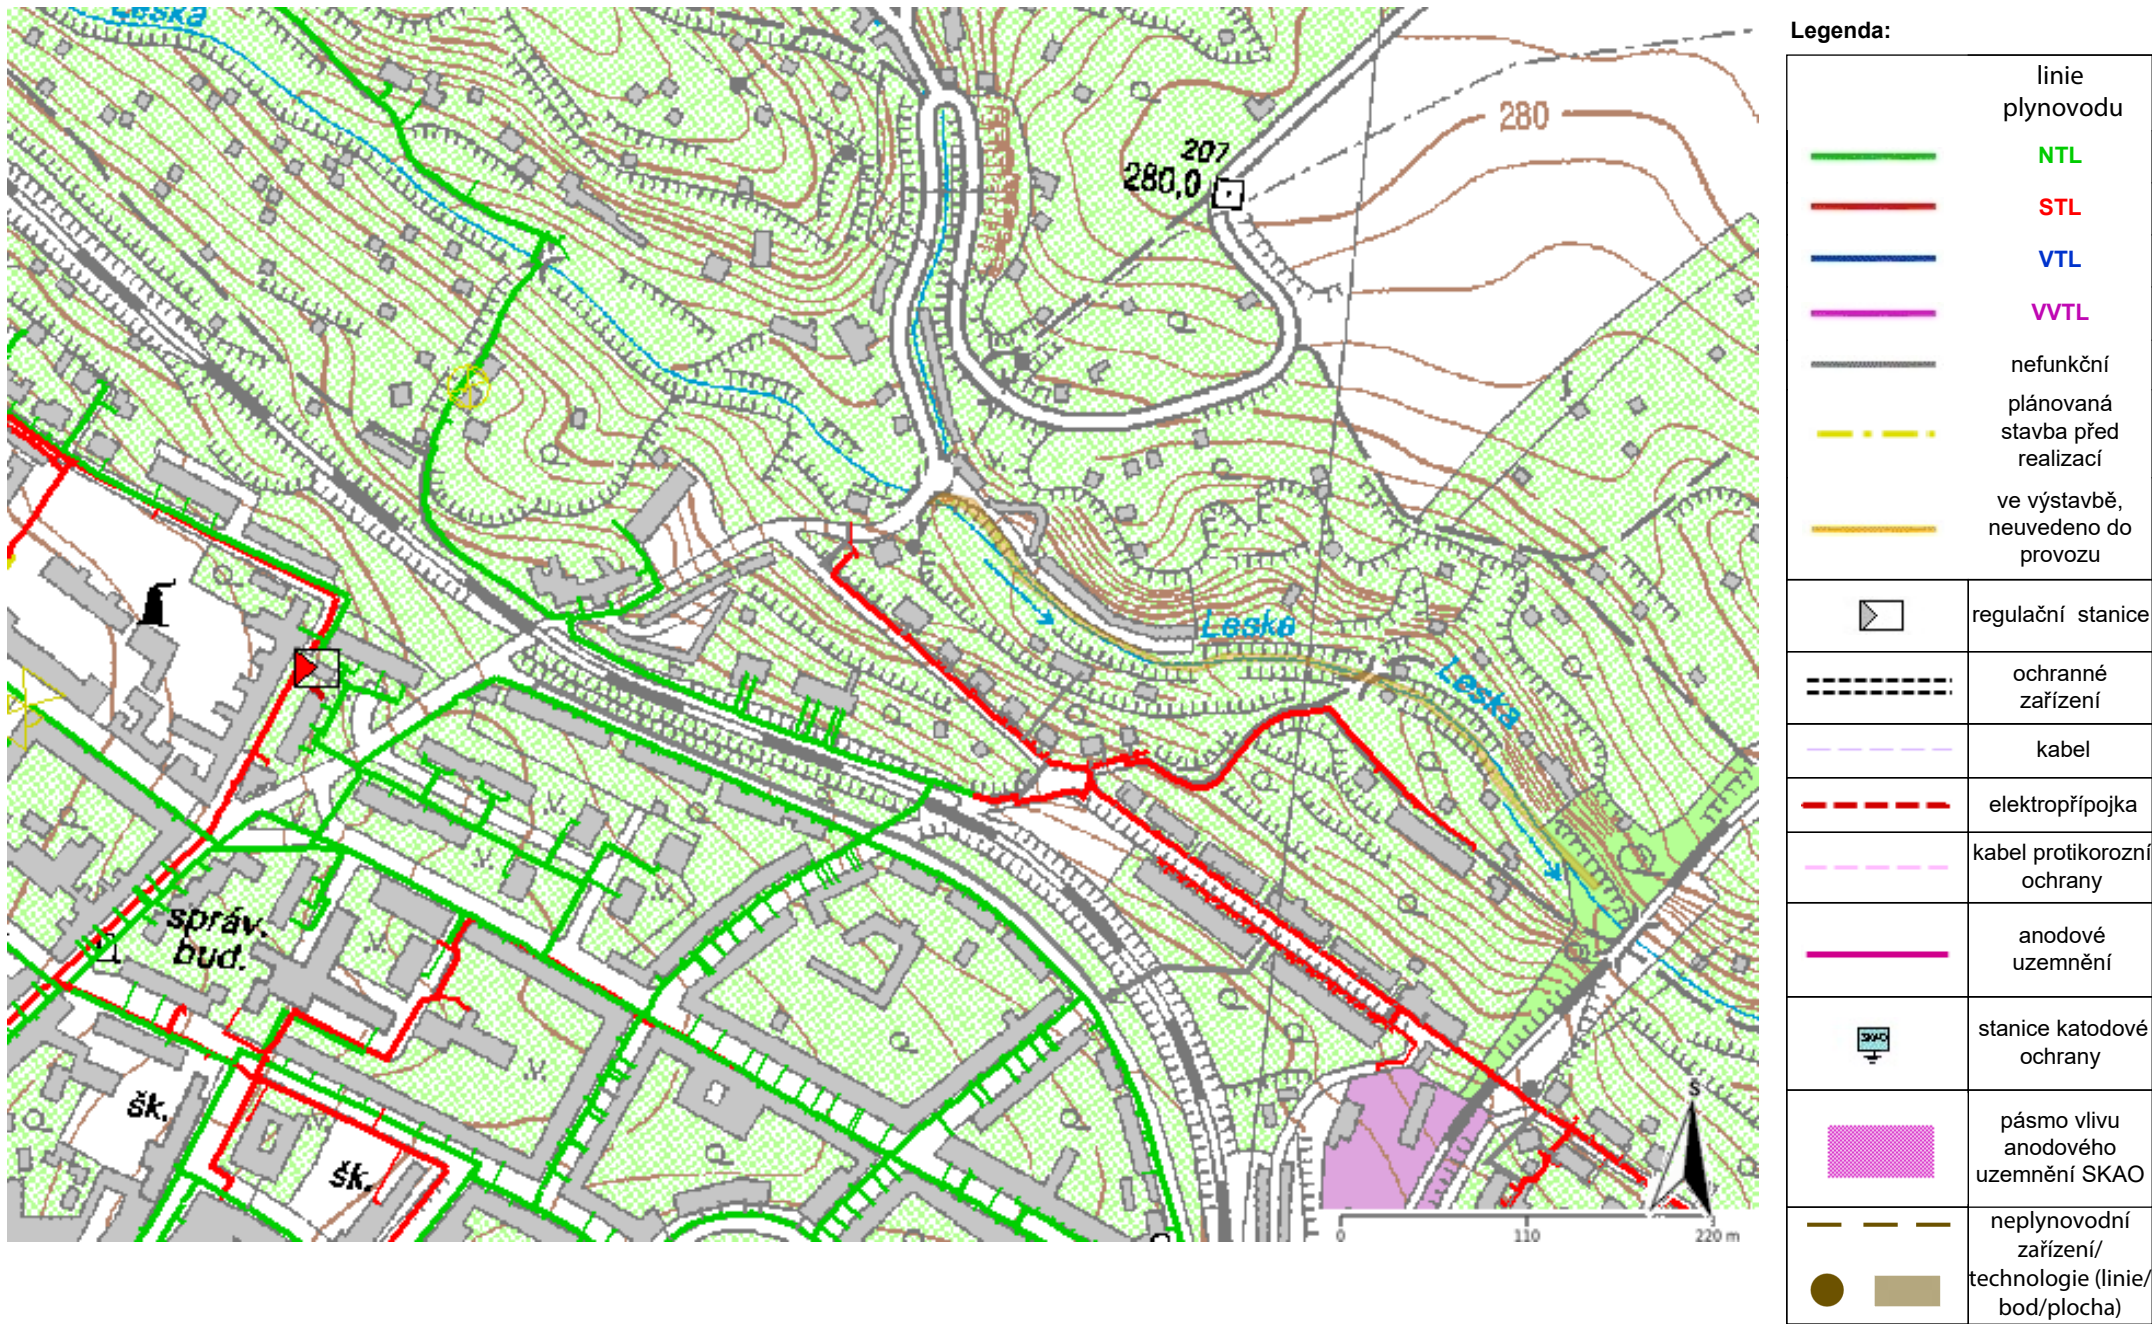 Leska
207
280,0
280
Leska
Leska
správ.
bud.
šk.
šk.
S
0 110 220 m
Legenda:
linie
plynovodu
NTL
STL
VTL
VVTL
nefunkční
plánovaná
stavba před
realizací
ve výstavbě,
neuvedeno do
provozu
regulační stanice
ochranné
zařízení
kabel
elektropřípojka
kabel protikorozní
ochrany
anodové
uzemnění
SKAO
stanice katodové
ochrany
pásmo vlivu
anodového
uzemnění SKAO
neplynovodní
zařízení/
technologie (linie/
bod/plocha)